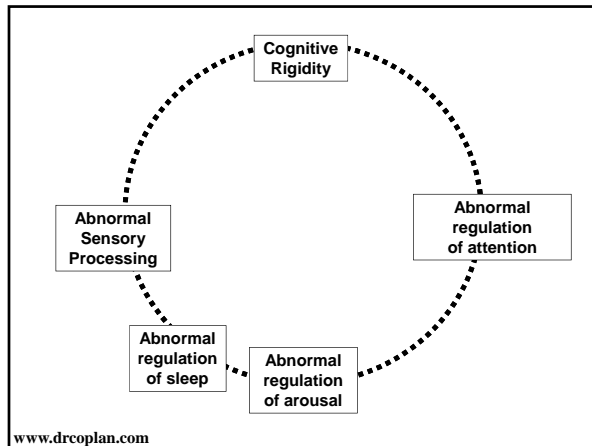 Cognitive
Rigidity
Abnormal
regulation
of attention
Abnormal
Sensory
Processing
Abnormal
regulation
of sleep
Abnormal
regulation
of arousal
www.drcoplan.com